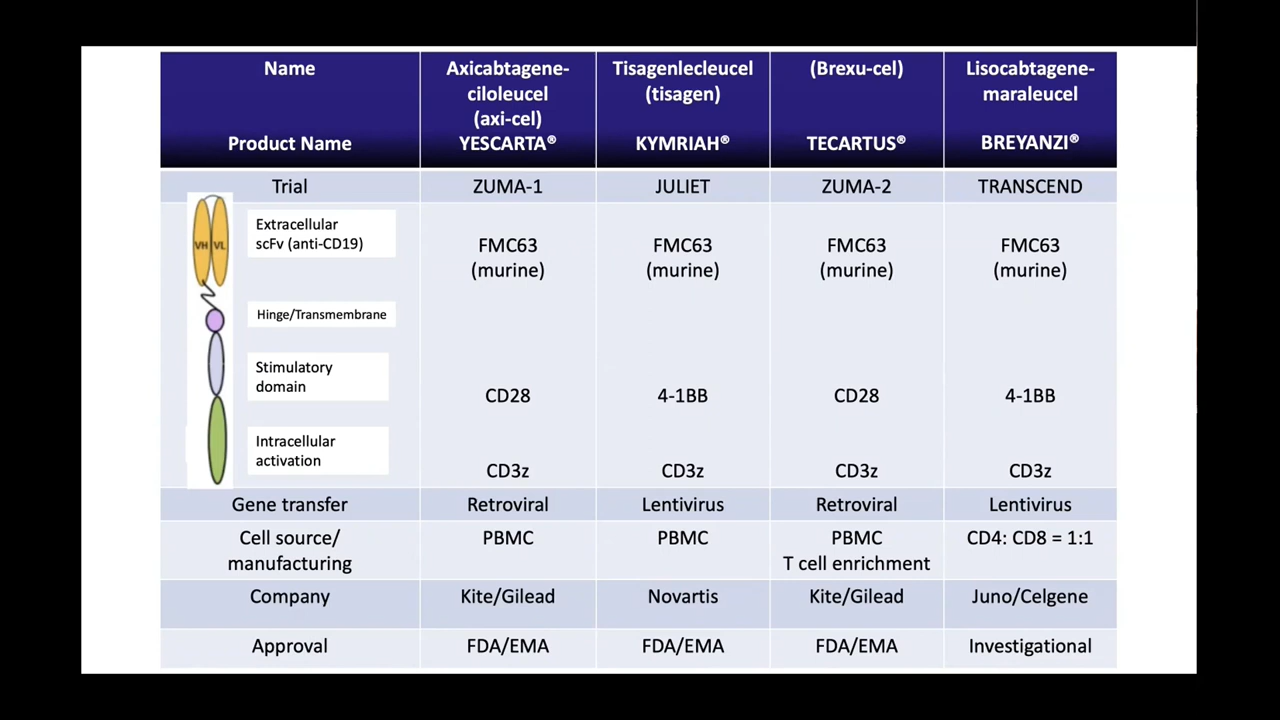 Name
Product Name
Axicabtagene-
ciloleucel
(axi-cel)
YESCARTA®
Tisagenlecleucel
(tisagen)
KYMRIAH®
(Brexu-cel)
TECARTUS®
Lisocabtagene-
maraleucel
BREYANZI®
Trial
ZUMA-1
JULIET
ZUMA-2
TRANSCEND
VH
VL
Extracellular
scFv (anti-CD19)
FMC63
(murine)
FMC63
(murine)
FMC63
(murine)
FMC63
(murine)
Hinge/Transmembrane
Stimulatory
domain
CD28
4-1BB
CD28
4-1BB
Intracellular
activation
CD3z
CD3z
CD3z
CD3z
Gene transfer
Retroviral
Lentivirus
Retroviral
Lentivirus
Cell source/
manufacturing
PBMC
PBMC
PBMC
T cell enrichment
CD4: CD8 = 1:1
Company
Kite/Gilead
Novartis
Kite/Gilead
Juno/Celgene
Approval
FDA/EMA
FDA/EMA
FDA/EMA
Investigational